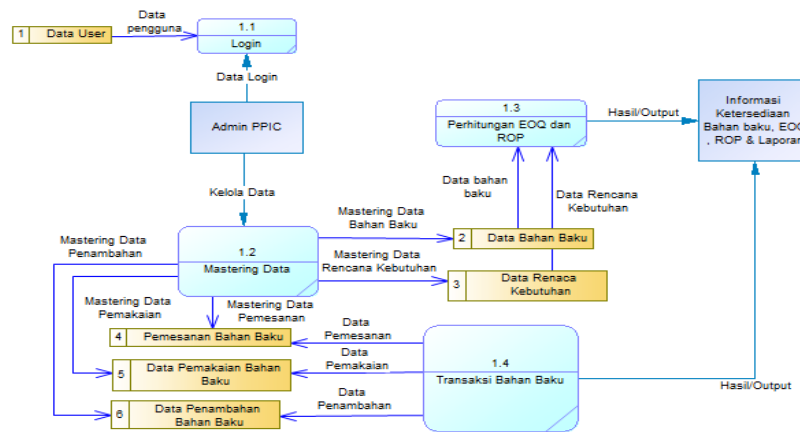 Data
pengguna
1 Data User
1.1
Login
Data Login
Admin PPIC
Kelola Data
1.3
Perhitungan EOQ dan
ROP
Hasil/Output
Informasi
Ketersediaan
Bahan baku, EOQ
, ROP & Laporan
Data bahan
baku
Data Rencana
Kebutuhan
Mastering Data
Penambahan
1.2
Mastering Data
Mastering Data
Bahan Baku
2 Data Bahan Baku
Mastering Data
Rencana Kebutuhan
3 Data Renaca
Kebutuhan
Mastering Data
Pemakaian
Mastering Data
Pemesanan
4 Pemesanan Bahan Baku
Data
Pemesanan
5 Data Pemakaian Bahan
Baku
Data
Pemakaian
6 Data Penambahan
Bahan Baku
Data
Penambahan
1.4
Transaksi Bahan Baku
Hasil/Output